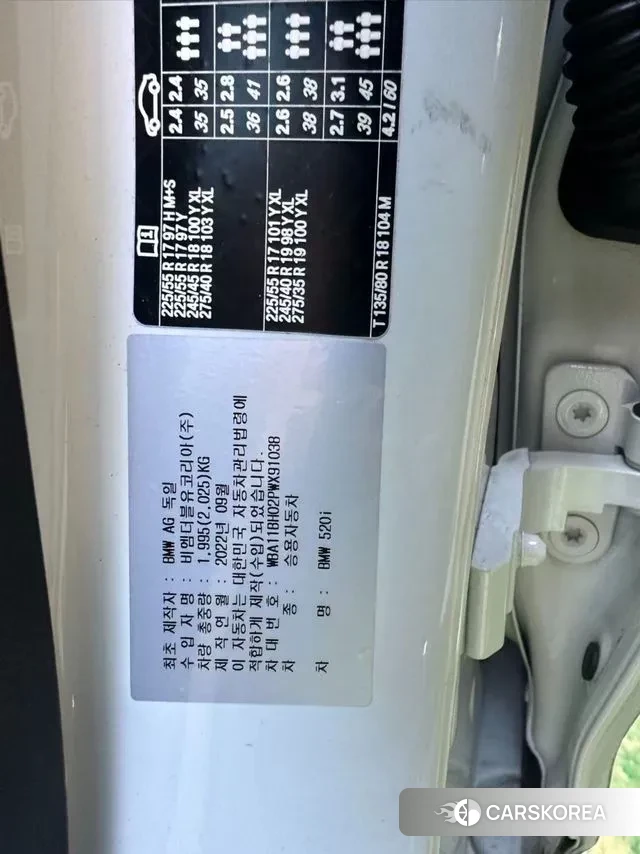 225/55 R 17 97 H M+S
225/55 R 17 97 Y
245/45 R 18 100 Y XL
275/40 R 18 103 Y XL
2.4 2.4
35 35
2.5 2.8
36 41
225/55 R 17 101 Y XL
245/40 R 19 98 Y XL
275/35 R 19 100 Y XL
2.6 2.6
38 38
2.7 3.1
39 45
T 135/80 R 18 104 M 4.2 / 60
최초 제작자 : BMW AG 독일
수 입 자 명 : 비엠더블유코리아(주)
차량 총중량 : 1,995(2,025)KG
제 작 연 월 : 2022년 09월
이 자동차는 대한민국 자동차관리법령에
적합하게 제작(수입)되었습니다.
차 대 번 호 : WBA11BH02PWX91038
차 종 : 승용자동차
차 명 : BMW 520i
CARSKOREA